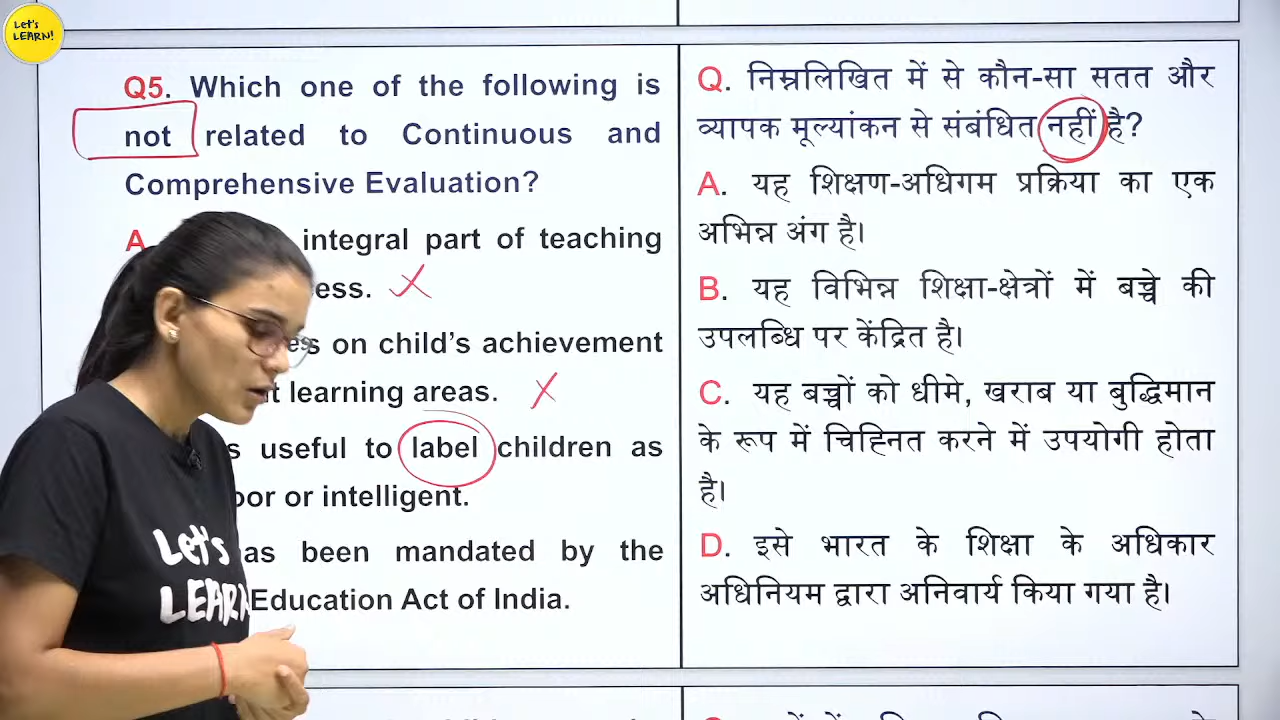 Let's
LEARN!
Q5. Which one of the following is
not related to Continuous and
Comprehensive Evaluation?
A integral part of teaching
ess.
s on child's achievement
t learning areas.
s useful to label children as
oor or intelligent.
as been mandated by the
Education Act of India.
Q. निम्नलिखित में से कौन-सा सतत और
व्यापक मूल्यांकन से संबंधित नहीं है?
A. यह शिक्षण-अधिगम प्रक्रिया का एक
अभिन्न अंग है।
B. यह विभिन्न शिक्षा-क्षेत्रों में बच्चे की
उपलब्धि पर केंद्रित है।
C. यह बच्चों को धीमे, खराब या बुद्धिमान
के रूप में चिह्नित करने में उपयोगी होता
है।
D. इसे भारत के शिक्षा के अधिकार
अधिनियम द्वारा अनिवार्य किया गया है।
Let's
LEARN